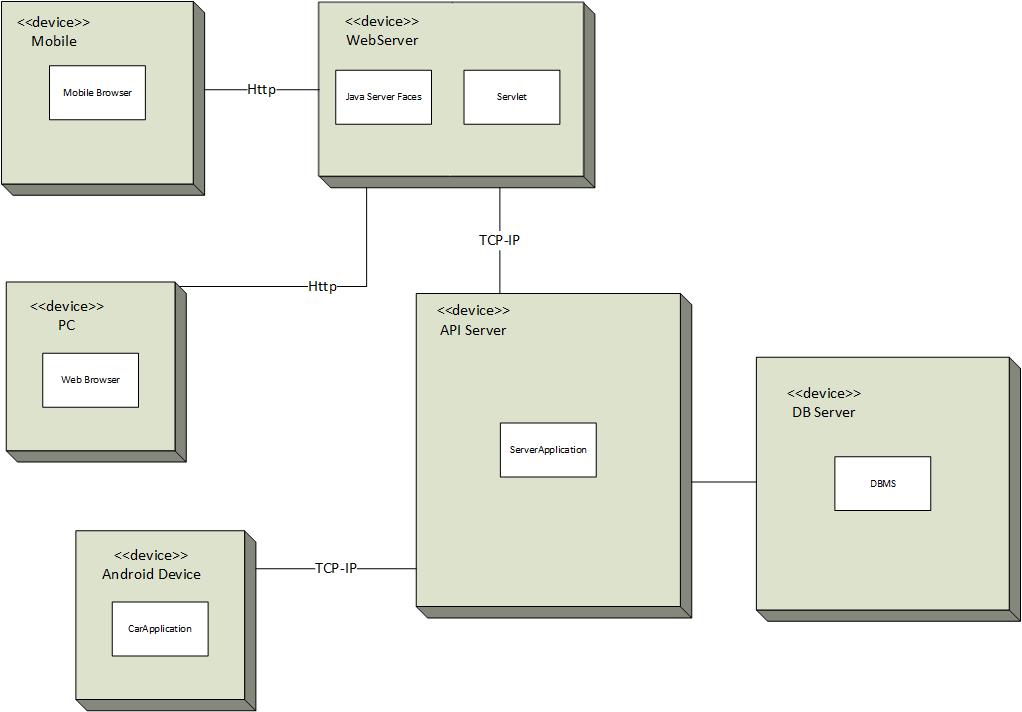 <<device>>
Mobile
Mobile Browser
Http
<<device>>
WebServer
Java Server Faces
Servlet
TCP-IP
Http
<<device>>
PC
Web Browser
<<device>>
API Server
ServerApplication
<<device>>
DB Server
DBMS
<<device>>
Android Device
CarApplication
TCP-IP